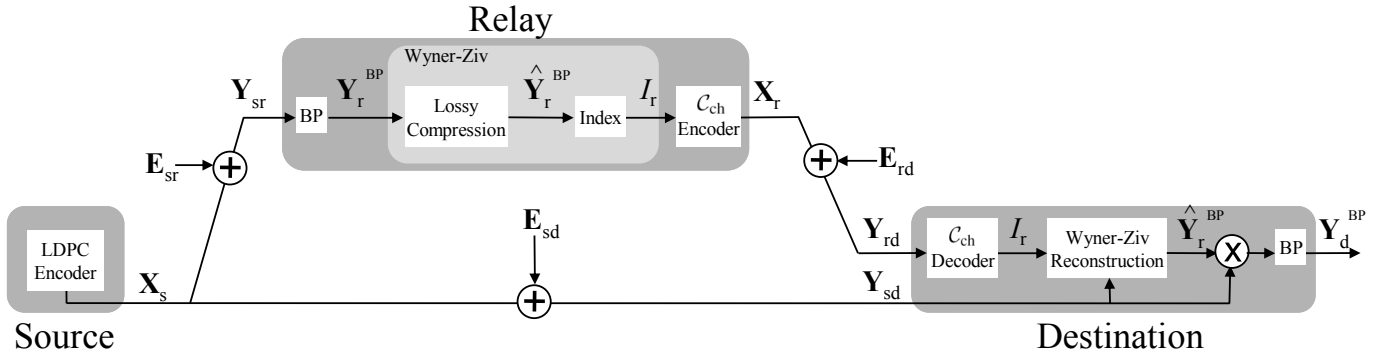 Relay
Wyner-Ziv
Y_sr
BP
Y_r^BP
Lossy
Compression
Ŷ_r^BP
Index
I_r
C_ch
Encoder
X_r
E_sr
+
+
E_rd
LDPC
Encoder
X_s
E_sd
+
Y_rd
Y_sd
C_ch
Decoder
I_r
Wyner-Ziv
Reconstruction
Ŷ_r^BP
X
BP
Y_d^BP
Source
Destination